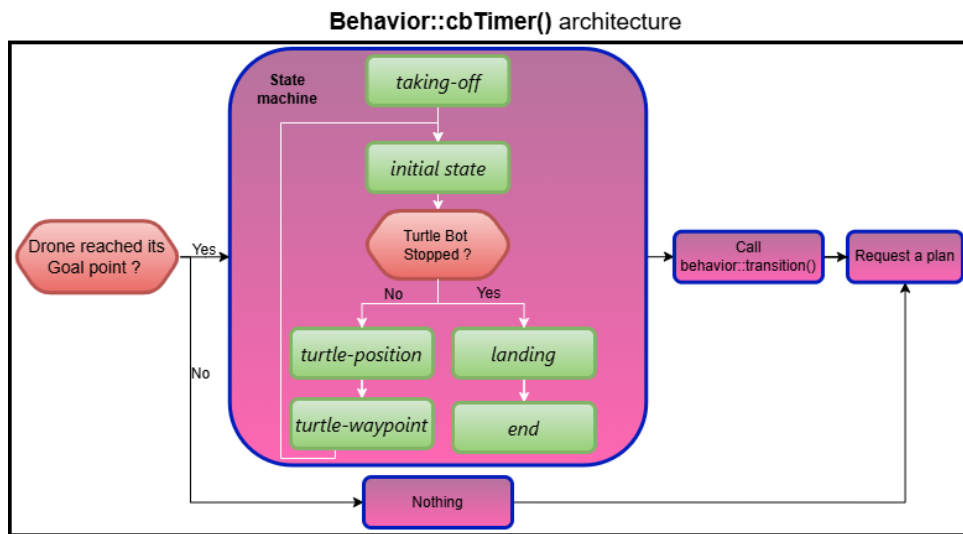 Behavior::cbTimer() architecture
State
machine
taking-off
initial state
Drone reached its
Goal point ?
Yes
Turtle Bot
Stopped ?
Call
behavior::transition()
Request a plan
No
Yes
turtle-position
landing
No
turtle-waypoint
end
Nothing